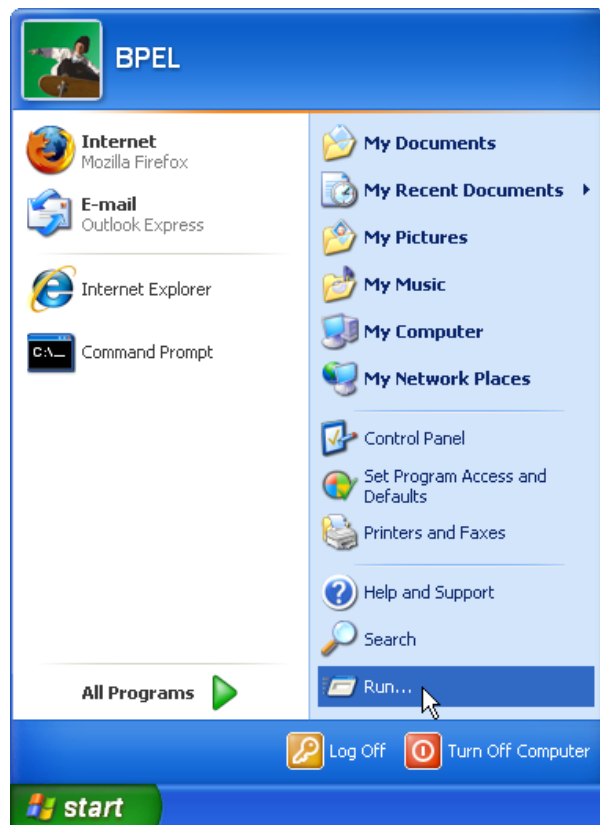 BPEL
Internet
Mozilla Firefox
E-mail
Outlook Express
Internet Explorer
C:\_
Command Prompt
All Programs
My Documents
My Recent Documents
My Pictures
My Music
My Computer
My Network Places
Control Panel
Set Program Access and
Defaults
Printers and Faxes
Help and Support
Search
Run...
Log Off
Turn Off Computer
start